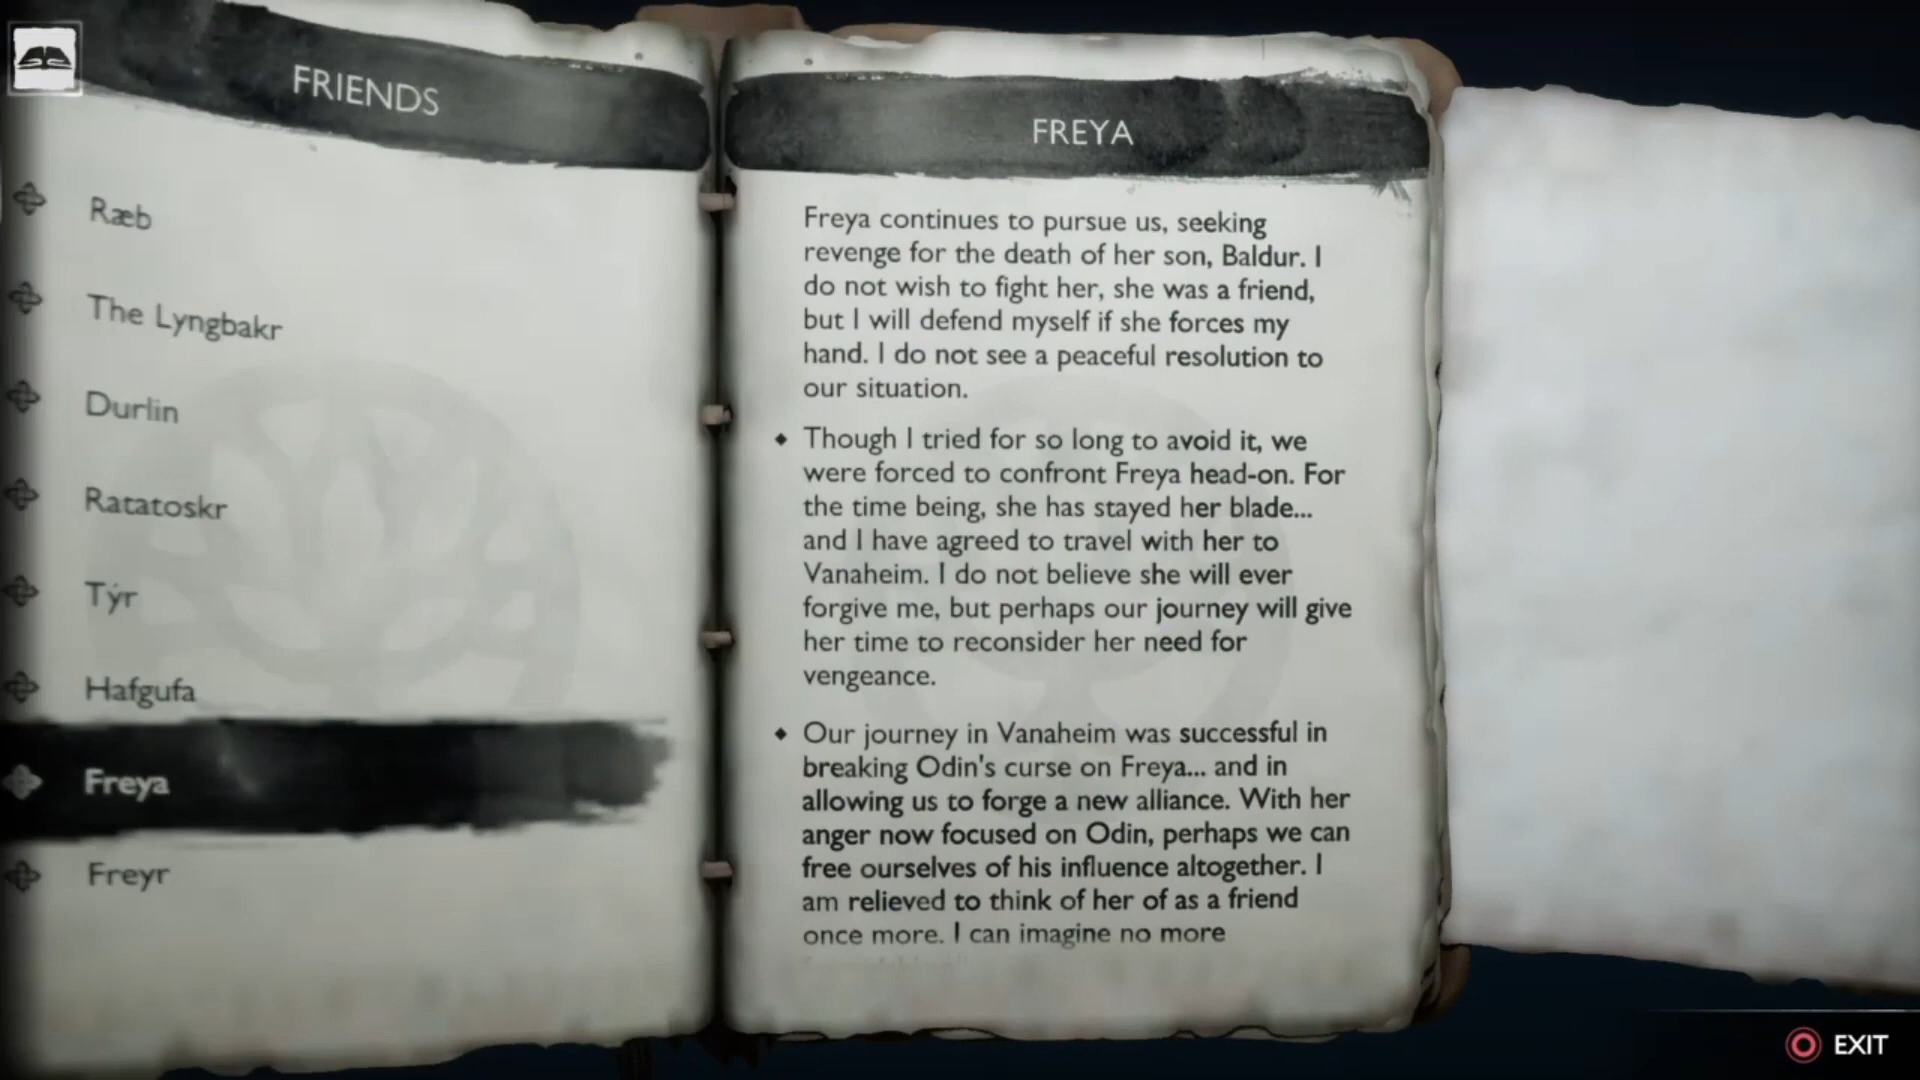 FRIENDS
Ræb
The Lyngbakr
Durlin
Ratatoskr
Týr
Hafgufa
Freya
Freyr
FREYA
Freya continues to pursue us, seeking
revenge for the death of her son, Baldur. I
do not wish to fight her, she was a friend,
but I will defend myself if she forces my
hand. I do not see a peaceful resolution to
our situation.
◆ Though I tried for so long to avoid it, we
were forced to confront Freya head-on. For
the time being, she has stayed her blade...
and I have agreed to travel with her to
Vanaheim. I do not believe she will ever
forgive me, but perhaps our journey will give
her time to reconsider her need for
vengeance.
◆ Our journey in Vanaheim was successful in
breaking Odin's curse on Freya... and in
allowing us to forge a new alliance. With her
anger now focused on Odin, perhaps we can
free ourselves of his influence altogether. I
am relieved to think of her of as a friend
once more. I can imagine no more
EXIT